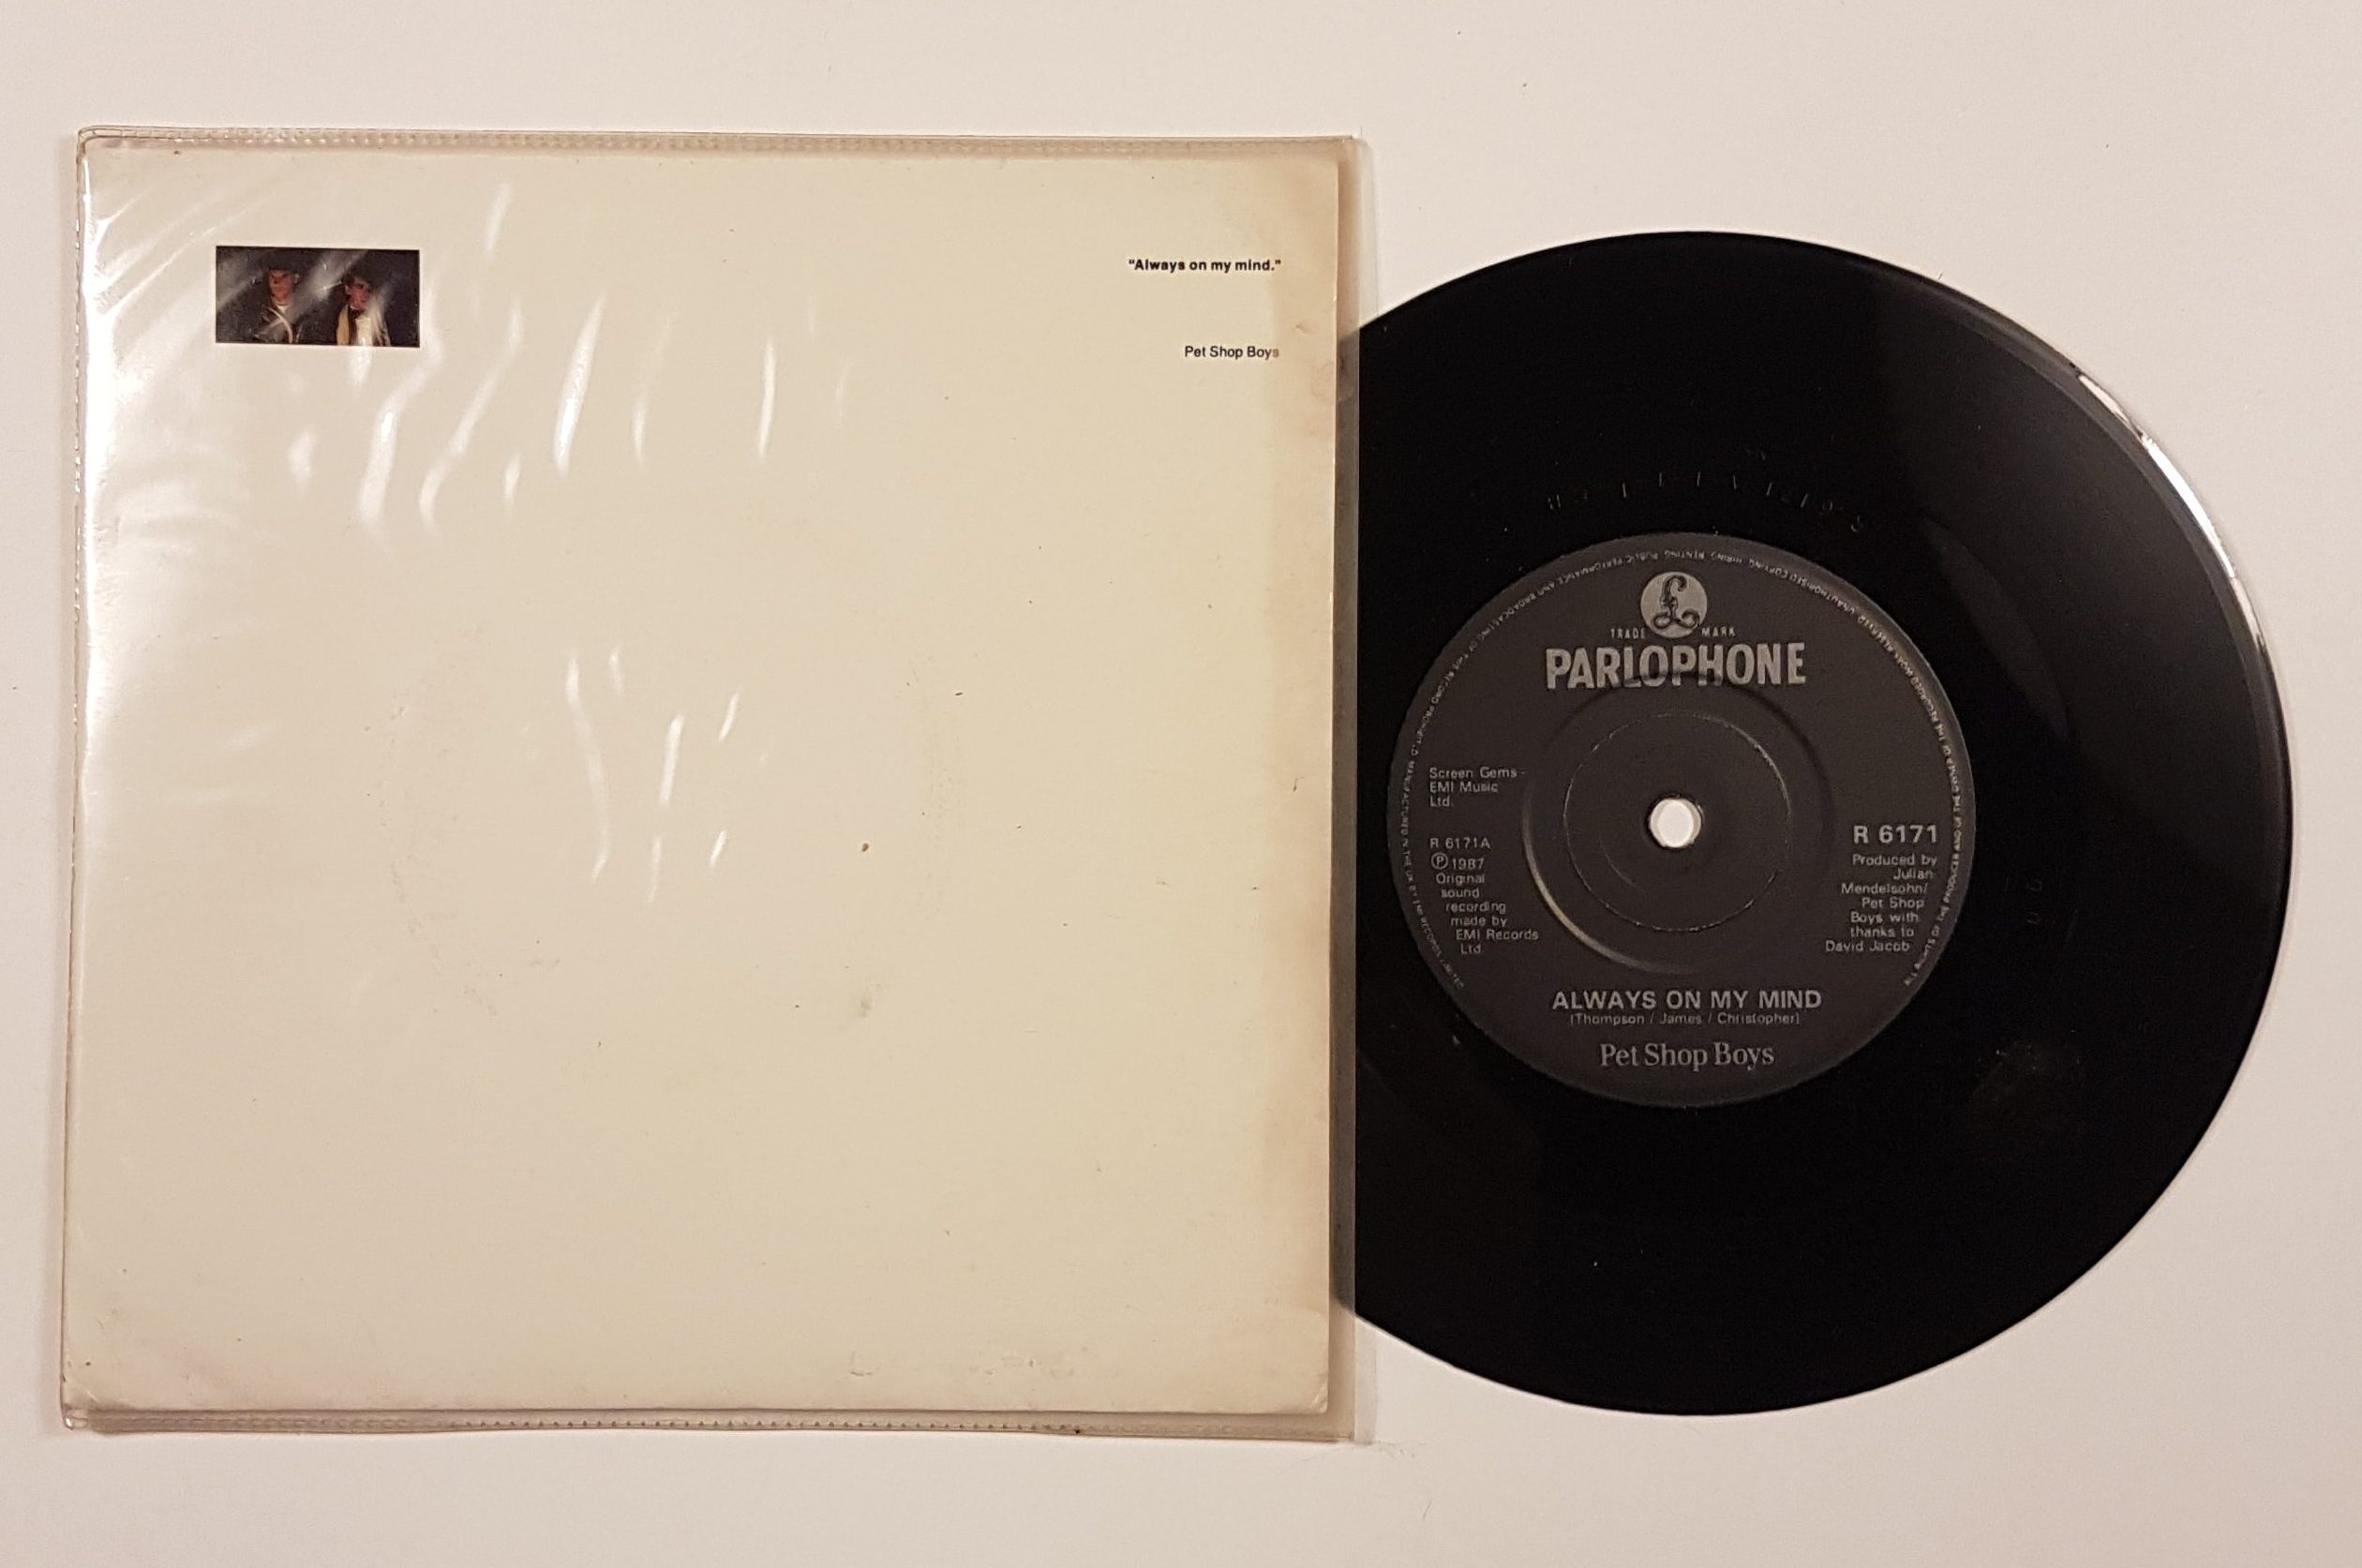 "Always on my mind."
Pet Shop Boys
£
TRADE MARK
PARLOPHONE
Screen Gems -
EMI Music
Ltd.
R 6171A
Ⓟ 1987
Original
sound
recording
made by
EMI Records
Ltd.
R 6171
Produced by
Julian
Mendelsohn/
Pet Shop
Boys with
thanks to
David Jacob
ALWAYS ON MY MIND
[Thompson / James / Christopher]
Pet Shop Boys